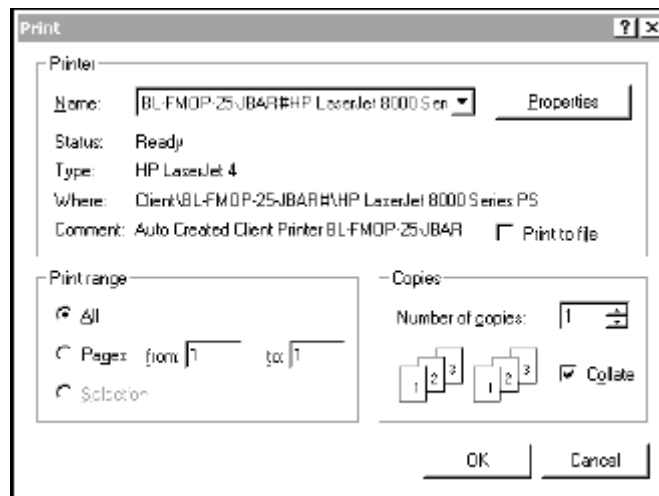 Print
Printer
Name: BL-FMOP-25-JBAR#HP LaserJet 8000 Seri Properties
Status: Ready
Type: HP LaserJet 4
Where: Client\BL-FMOP-25-JBAR#\HP LaserJet 8000 Series PS
Comment: Auto Created Client Printer BL-FMOP-25-JBAR Print to file
Print range
All
Pages from: 1 to: 1
Selection
Copies
Number of copies: 1
1 2 3 1 2 3 Collate
OK Cancel